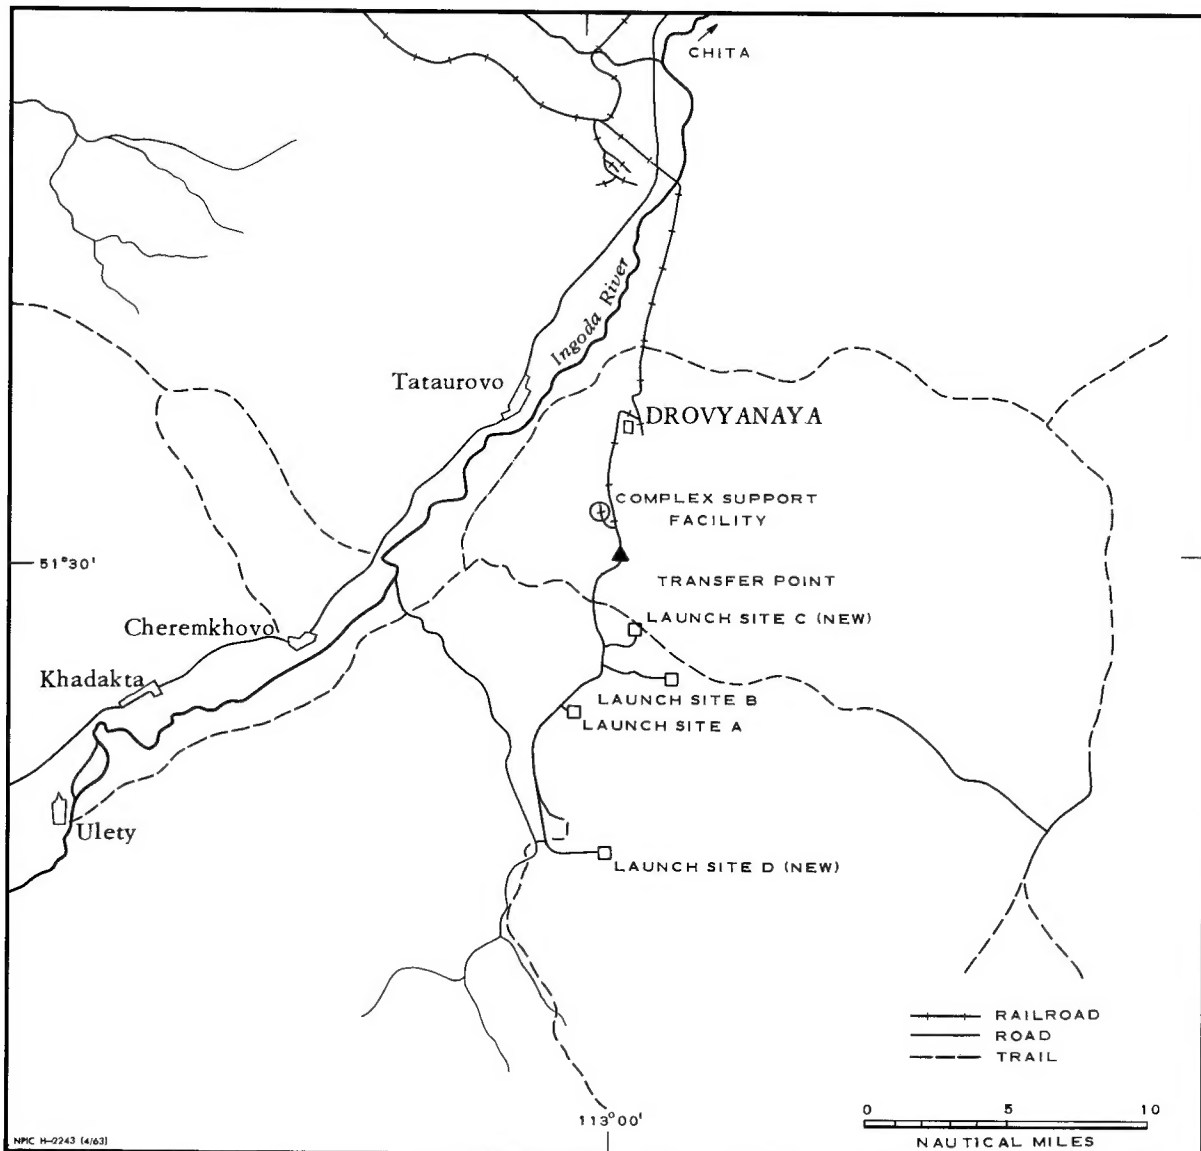 CHITA
Ingoda River
Tataurovo
DROVYANAYA
COMPLEX SUPPORT
FACILITY
51°30'
TRANSFER POINT
LAUNCH SITE C (NEW)
Cheremkhovo
Khadakta
LAUNCH SITE B
LAUNCH SITE A
Ulety
LAUNCH SITE D (NEW)
RAILROAD
ROAD
TRAIL
113°00'
0 5 10
NAUTICAL MILES
NPIC H-2243 (4/63)